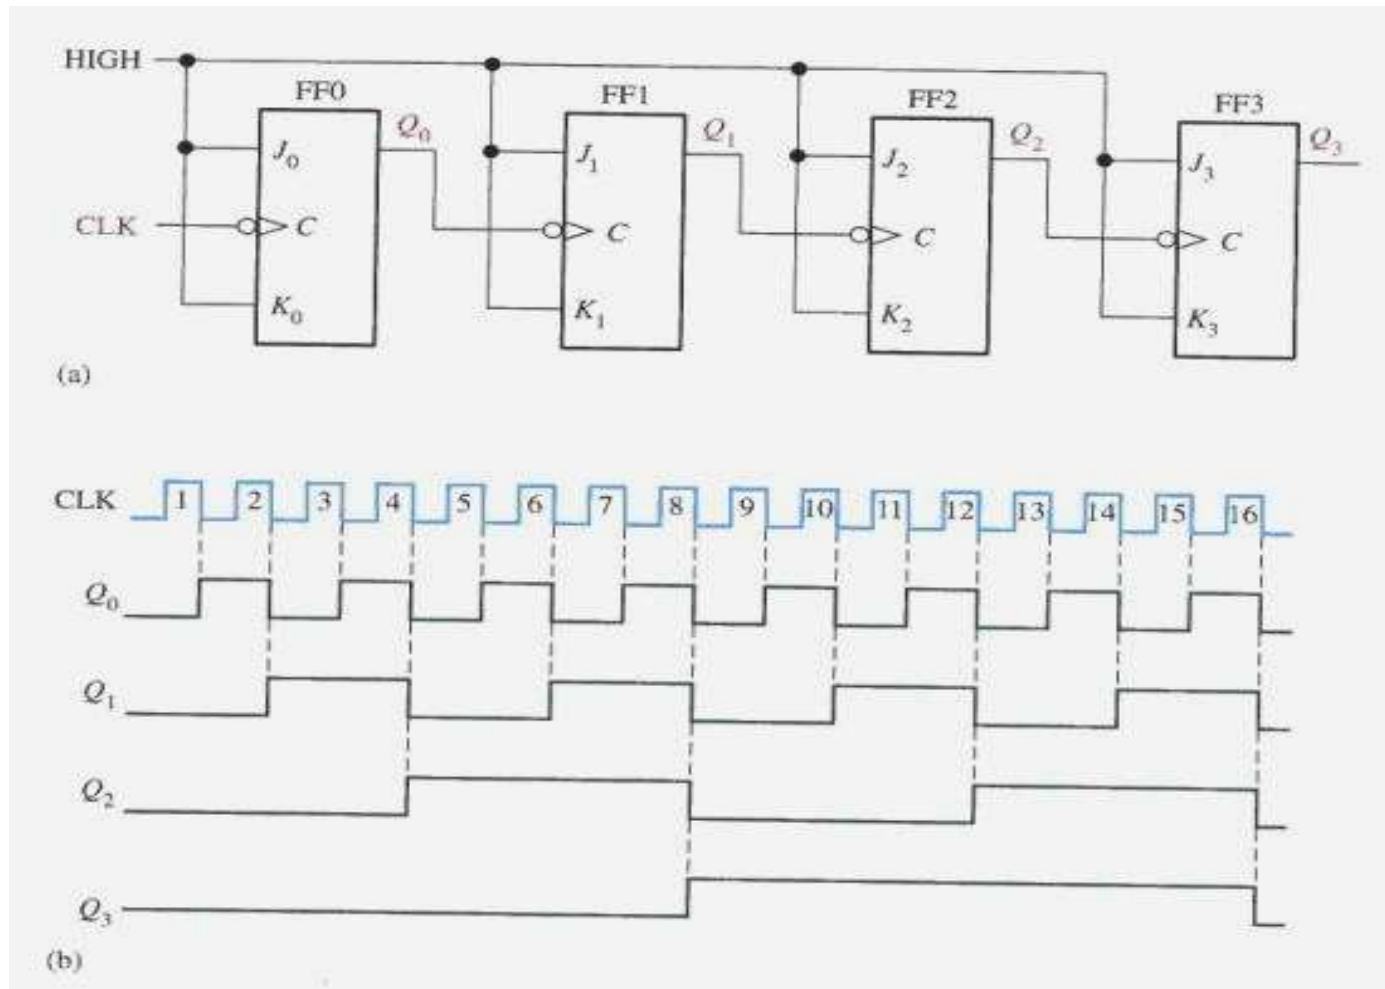 HIGH
FF0 FF1 FF2 FF3
Q0 Q1 Q2 Q3
J0 J1 J2 J3
CLK C C C C
K0 K1 K2 K3
(a)
CLK 1 2 3 4 5 6 7 8 9 10 11 12 13 14 15 16
Q0
Q1
Q2
Q3
(b)